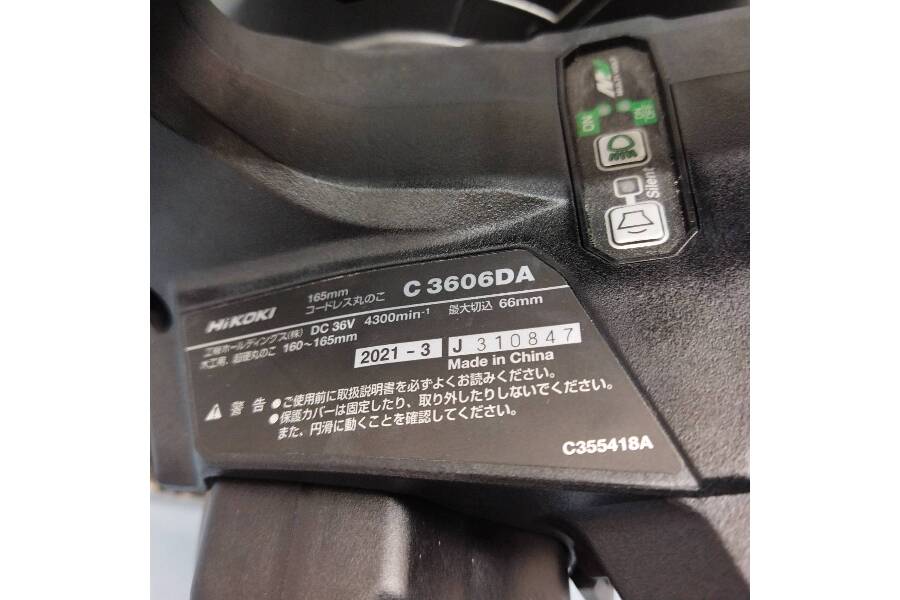 MV
ON
ON
OFF
Silent
HiKOKI 165mm コードレス丸のこ C 3606DA
工機ホールディングス(株) DC 36V 4300min-1 最大切込 66mm
木工用、超硬丸のこ 160～165mm
2021 - 3 J 310847
Made in China
警告 ●ご使用前に取扱説明書を必ずよくお読みください。
●保護カバーは固定したり、取り外したりしないでください。
また、円滑に動くことを確認してください。
C355418A